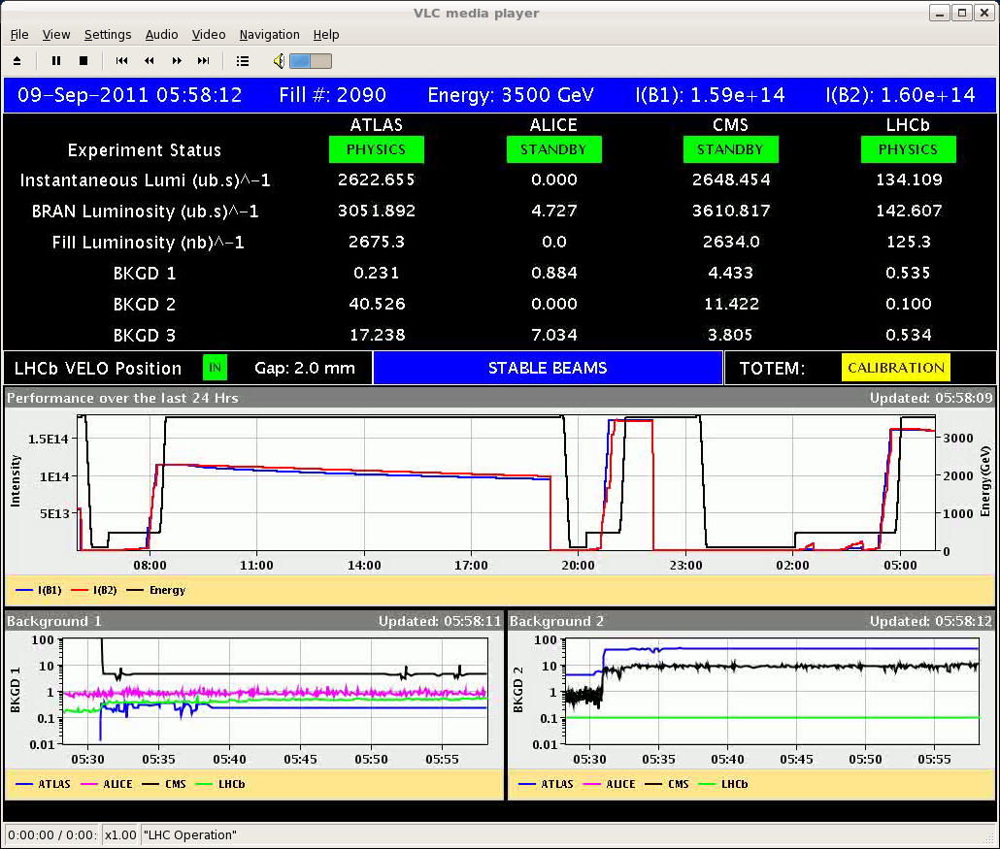 VLC media player
File View Settings Audio Video Navigation Help
09-Sep-2011 05:58:12 Fill #: 2090 Energy: 3500 GeV I(B1): 1.59e+14 I(B2): 1.60e+14
ATLAS ALICE CMS LHCb
Experiment Status PHYSICS STANDBY STANDBY PHYSICS
Instantaneous Lumi (ub.s)^-1 2622.655 0.000 2648.454 134.109
BRAN Luminosity (ub.s)^-1 3051.892 4.727 3610.817 142.607
Fill Luminosity (nb)^-1 2675.3 0.0 2634.0 125.3
BKGD 1 0.231 0.884 4.433 0.535
BKGD 2 40.526 0.000 11.422 0.100
BKGD 3 17.238 7.034 3.805 0.534
LHCb VELO Position IN Gap: 2.0 mm STABLE BEAMS TOTEM: CALIBRATION
Performance over the last 24 Hrs Updated: 05:58:09
Intensity
1.5E14
1E14
5E13
3000
2000
1000
0
Energy(GeV)
08:00 11:00 14:00 17:00 20:00 23:00 02:00 05:00
I(B1) I(B2) Energy
Background 1 Updated: 05:58:11
BKGD 1
100
10
1
0.1
0.01
05:30 05:35 05:40 05:45 05:50 05:55
ATLAS ALICE CMS LHCb
Background 2 Updated: 05:58:12
BKGD 2
100
10
1
0.1
0.01
05:30 05:35 05:40 05:45 05:50 05:55
ATLAS ALICE CMS LHCb
0:00:00 / 0:00: x1.00 "LHC Operation"